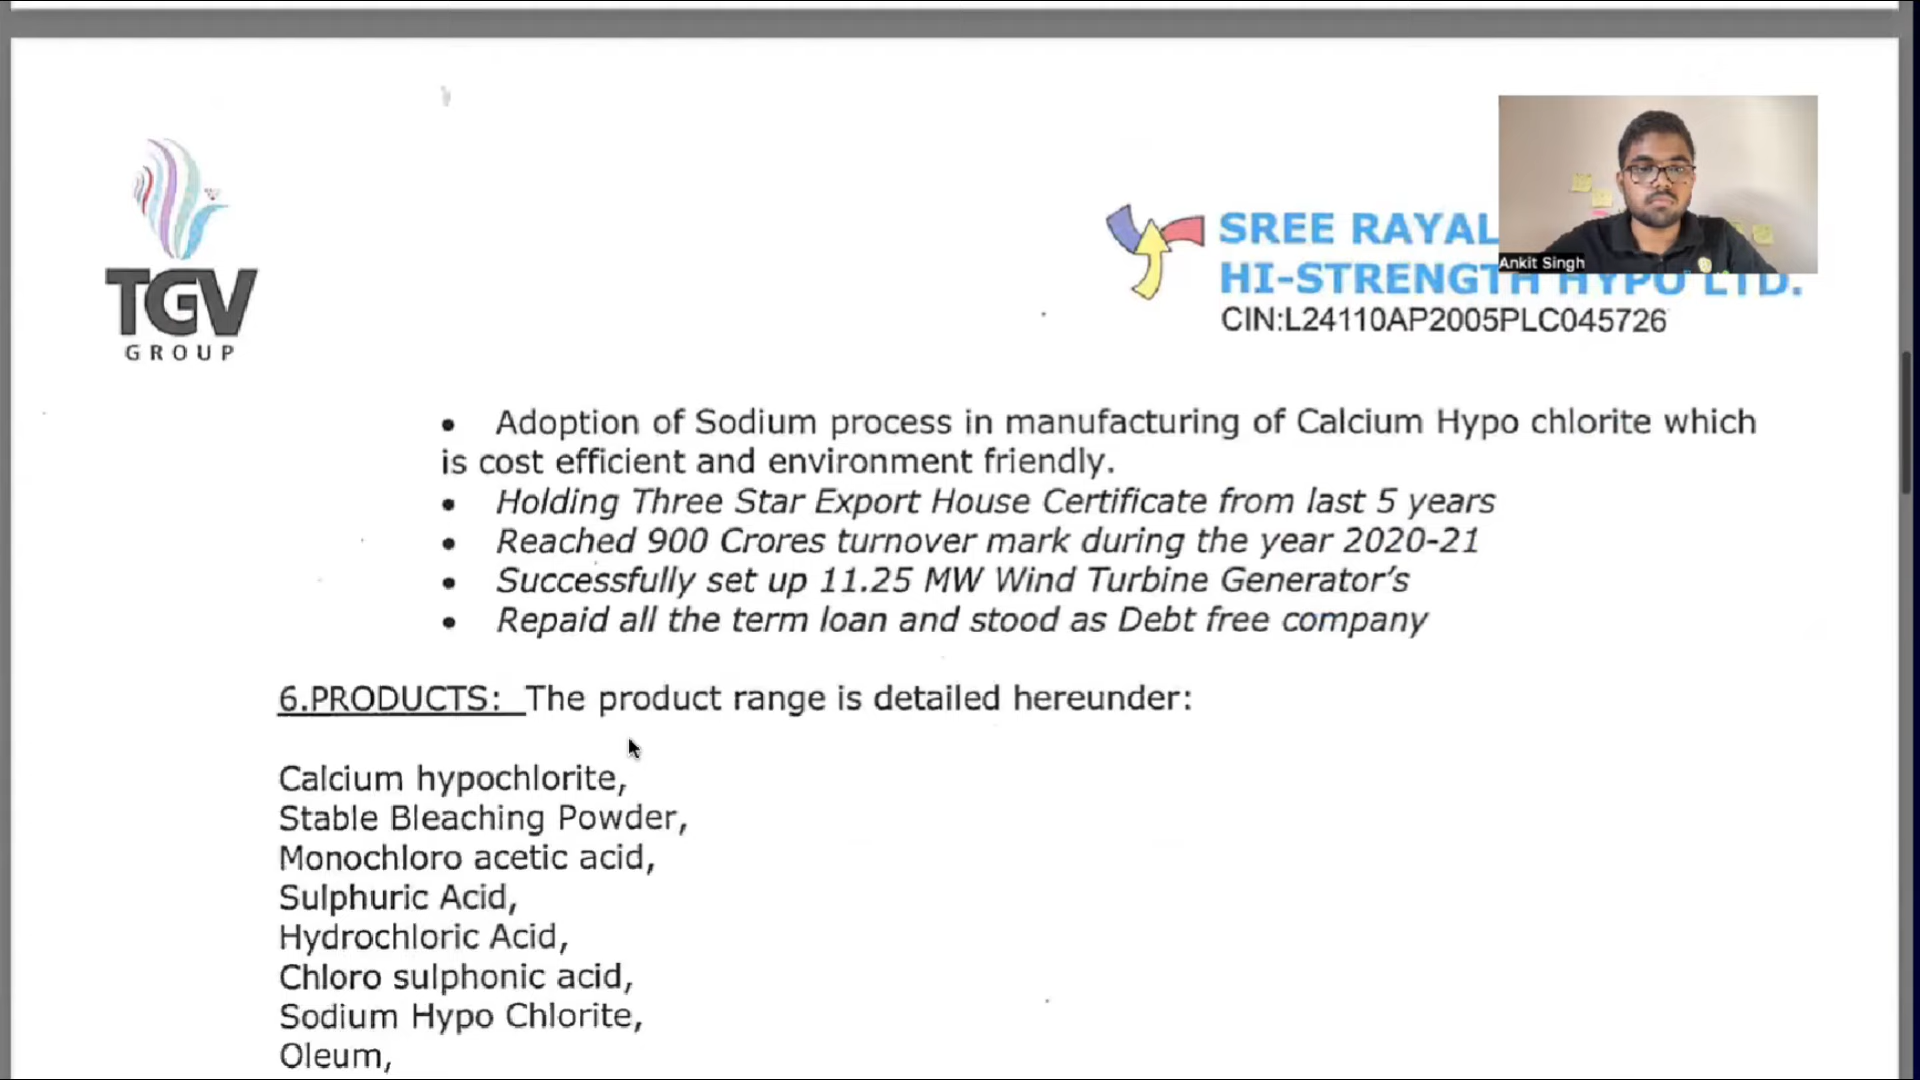 TGV
GROUP
SREE RAYAL
HI-STRENGTH HYPO LTD.
CIN:L24110AP2005PLC045726
Ankit Singh
• Adoption of Sodium process in manufacturing of Calcium Hypo chlorite which
is cost efficient and environment friendly.
• Holding Three Star Export House Certificate from last 5 years
• Reached 900 Crores turnover mark during the year 2020-21
• Successfully set up 11.25 MW Wind Turbine Generator's
• Repaid all the term loan and stood as Debt free company
6.PRODUCTS: The product range is detailed hereunder:
Calcium hypochlorite,
Stable Bleaching Powder,
Monochloro acetic acid,
Sulphuric Acid,
Hydrochloric Acid,
Chloro sulphonic acid,
Sodium Hypo Chlorite,
Oleum,